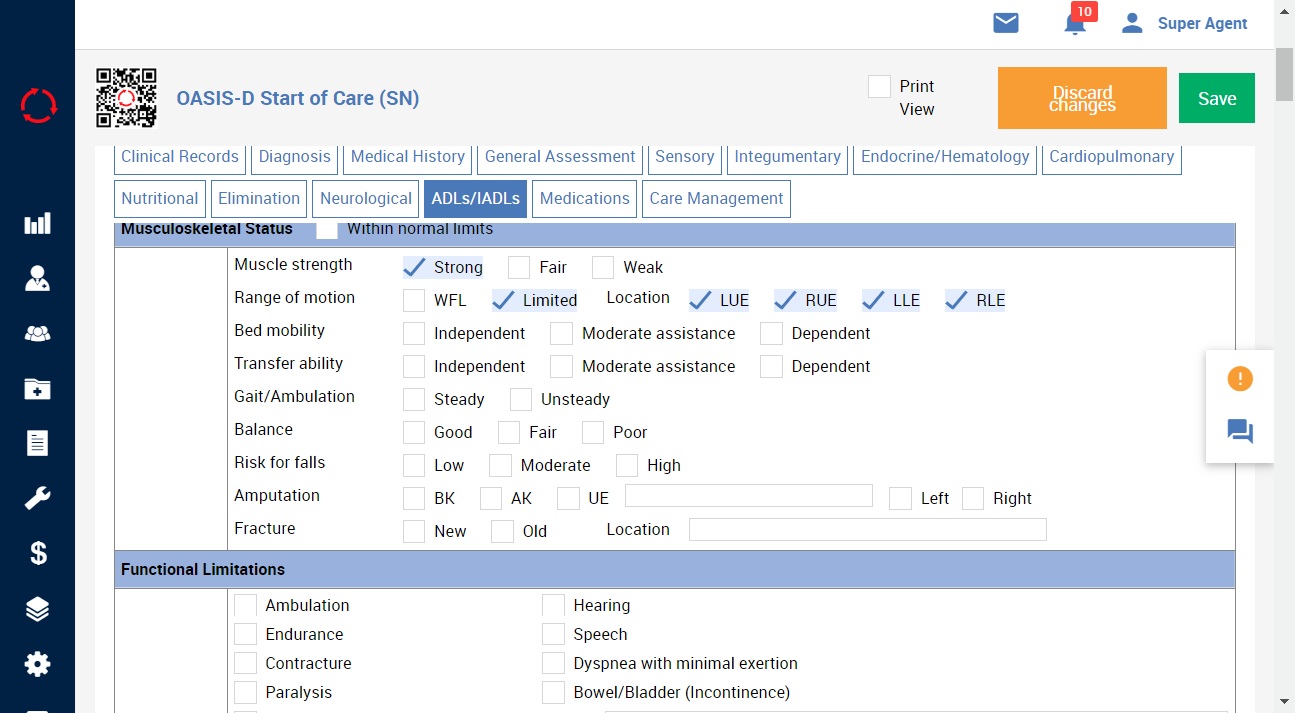 10
Super Agent
OASIS-D Start of Care (SN)
Print
View
Discard
changes
Save
Clinical Records Diagnosis Medical History General Assessment Sensory Integumentary Endocrine/Hematology Cardiopulmonary
Nutritional Elimination Neurological ADLs/IADLs Medications Care Management
Musculoskeletal Status Within normal limits
Muscle strength Strong Fair Weak
Range of motion WFL Limited Location LUE RUE LLE RLE
Bed mobility Independent Moderate assistance Dependent
Transfer ability Independent Moderate assistance Dependent
Gait/Ambulation Steady Unsteady
Balance Good Fair Poor
Risk for falls Low Moderate High
Amputation BK AK UE Left Right
Fracture New Old Location
Functional Limitations
Ambulation Hearing
Endurance Speech
Contracture Dyspnea with minimal exertion
Paralysis Bowel/Bladder (Incontinence)